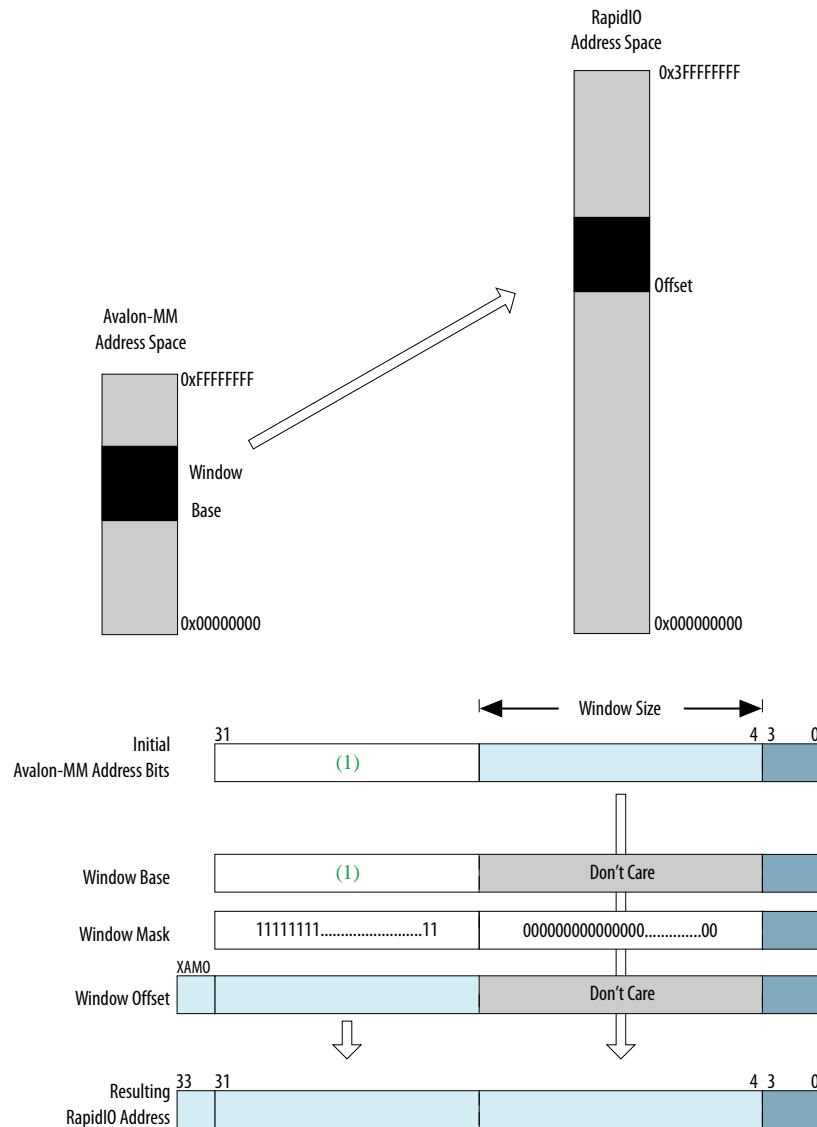 RapidIO
Address Space
0x3FFFFFFFF
Offset
Avalon-MM
Address Space
0xFFFFFFFF
Window
Base
0x00000000
0x000000000
Window Size
31 4 3 0
Initial
Avalon-MM Address Bits
(1)
Window Base (1) Don't Care
Window Mask 11111111........................11 000000000000000.............00
XAMO
Window Offset Don't Care
33 31 4 3 0
Resulting
RapidIO Address